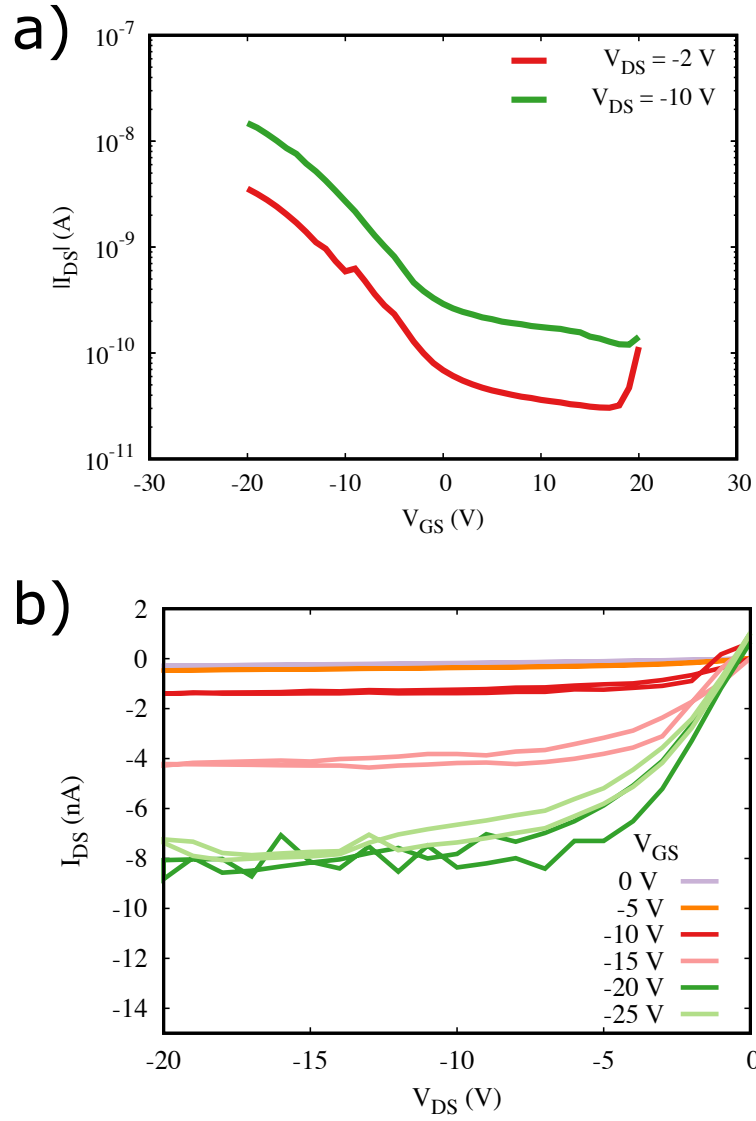 a)
10⁻⁷
10⁻⁸
10⁻⁹
10⁻¹⁰
10⁻¹¹
|I_DS| (A)
V_DS = -2 V
V_DS = -10 V
-30 -20 -10 0 10 20 30
V_GS (V)
b)
2
0
-2
-4
-6
-8
-10
-12
-14
I_DS (nA)
V_GS
0 V
-5 V
-10 V
-15 V
-20 V
-25 V
-20 -15 -10 -5 0
V_DS (V)